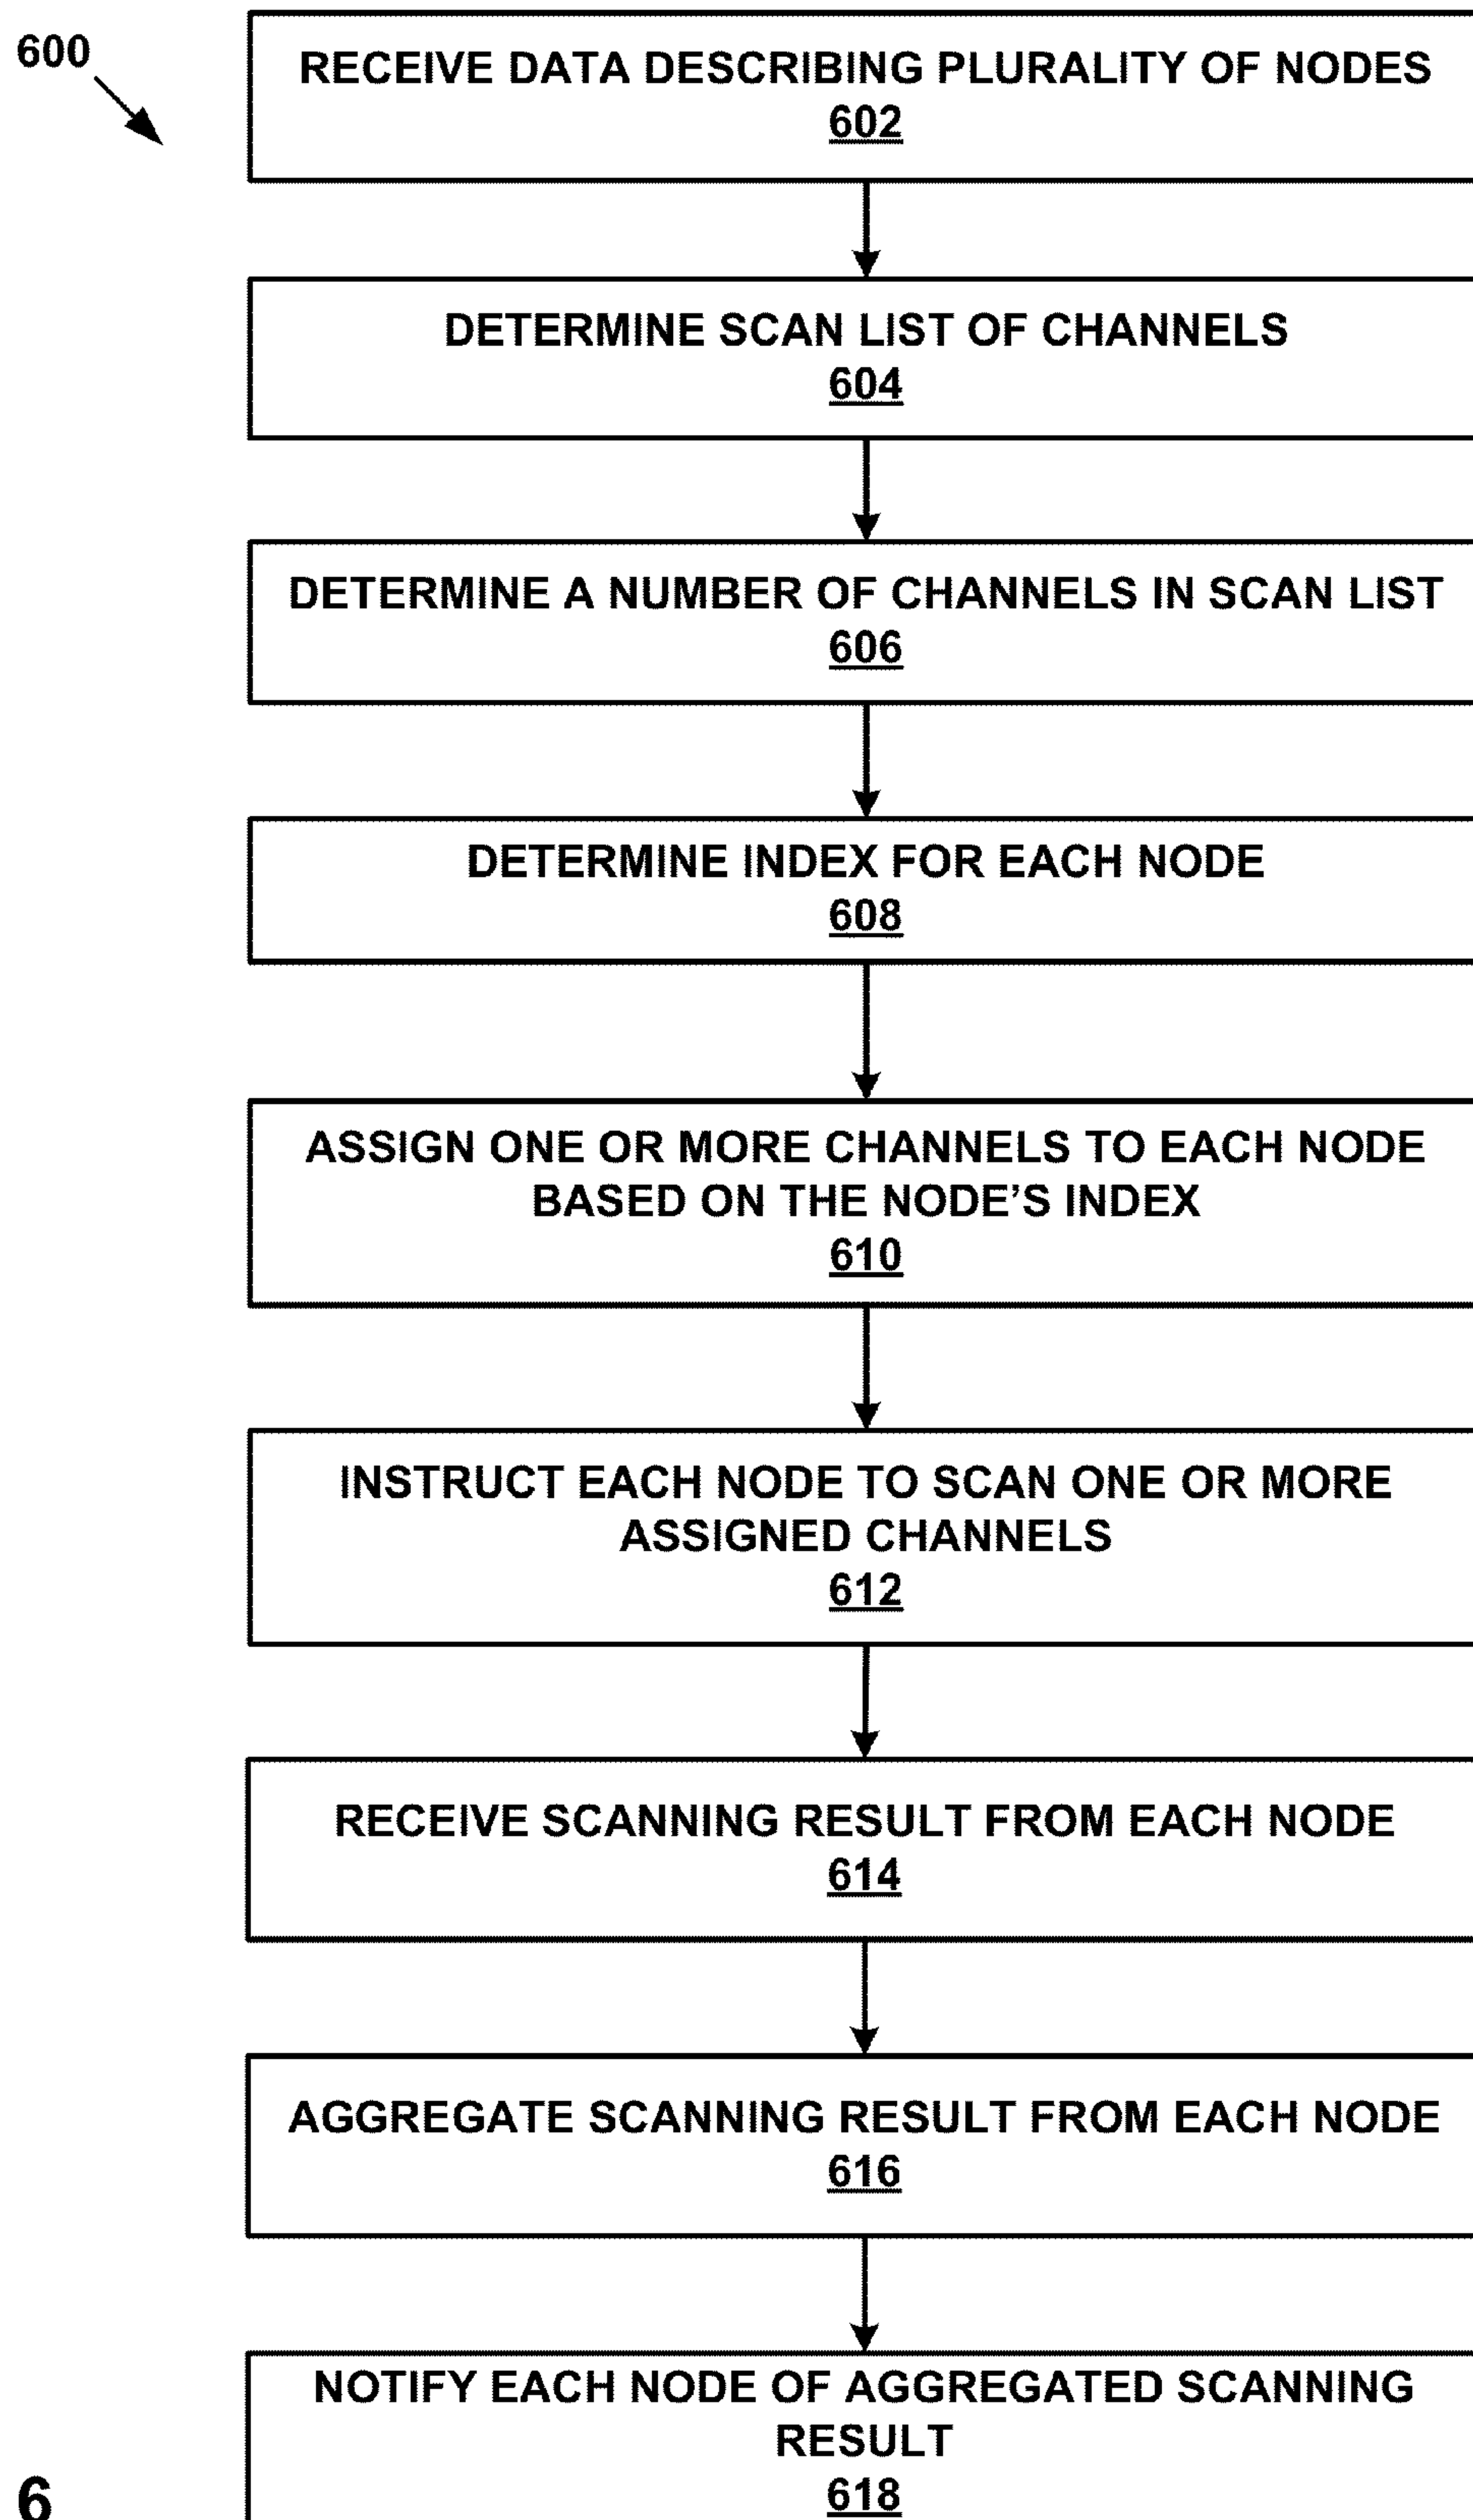 600
RECEIVE DATA DESCRIBING PLURALITY OF NODES
602
DETERMINE SCAN LIST OF CHANNELS
604
DETERMINE A NUMBER OF CHANNELS IN SCAN LIST
606
DETERMINE INDEX FOR EACH NODE
608
ASSIGN ONE OR MORE CHANNELS TO EACH NODE
BASED ON THE NODE'S INDEX
610
INSTRUCT EACH NODE TO SCAN ONE OR MORE
ASSIGNED CHANNELS
612
RECEIVE SCANNING RESULT FROM EACH NODE
614
AGGREGATE SCANNING RESULT FROM EACH NODE
616
NOTIFY EACH NODE OF AGGREGATED SCANNING
RESULT
618
6